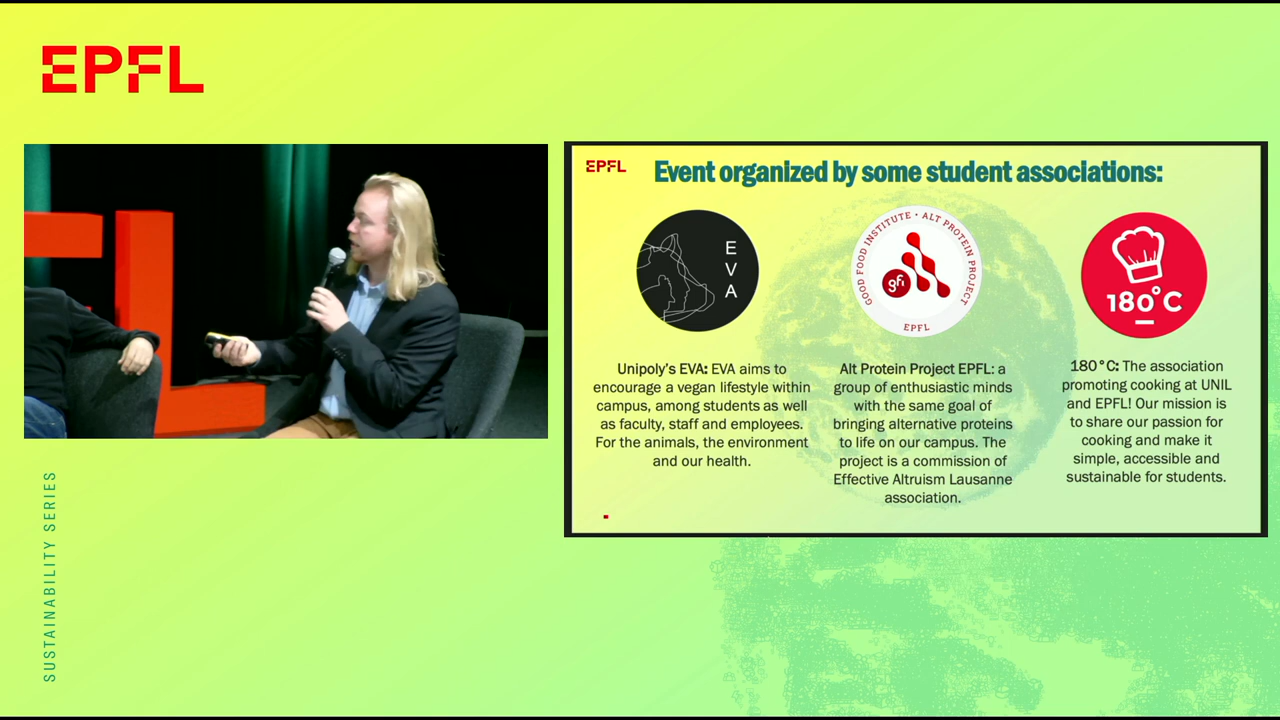 EPFL
EPFL
Event organized by some student associations:
E
V
A
GOOD FOOD INSTITUTE • ALT PROTEIN PROJECT
gfi
EPFL
180°C
Unipoly's EVA: EVA aims to
encourage a vegan lifestyle within
campus, among students as well
as faculty, staff and employees.
For the animals, the environment
and our health.
Alt Protein Project EPFL: a
group of enthusiastic minds
with the same goal of
bringing alternative proteins
to life on our campus. The
project is a commission of
Effective Altruism Lausanne
association.
180°C: The association
promoting cooking at UNIL
and EPFL! Our mission is
to share our passion for
cooking and make it
simple, accessible and
sustainable for students.
SUSTAINABILITY SERIES